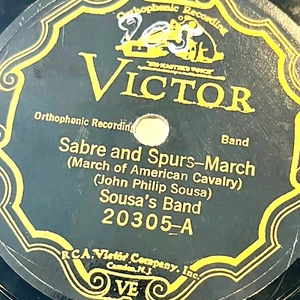 Orthophonic Recording
"HIS MASTER'S VOICE"
VICTOR
Orthophonic Recording
Band
Sabre and Spurs—March
(March of American Cavalry)
(John Philip Sousa)
Sousa's Band
20305-A
RCA Victor Company, Inc.
Camden, N.J.
VE